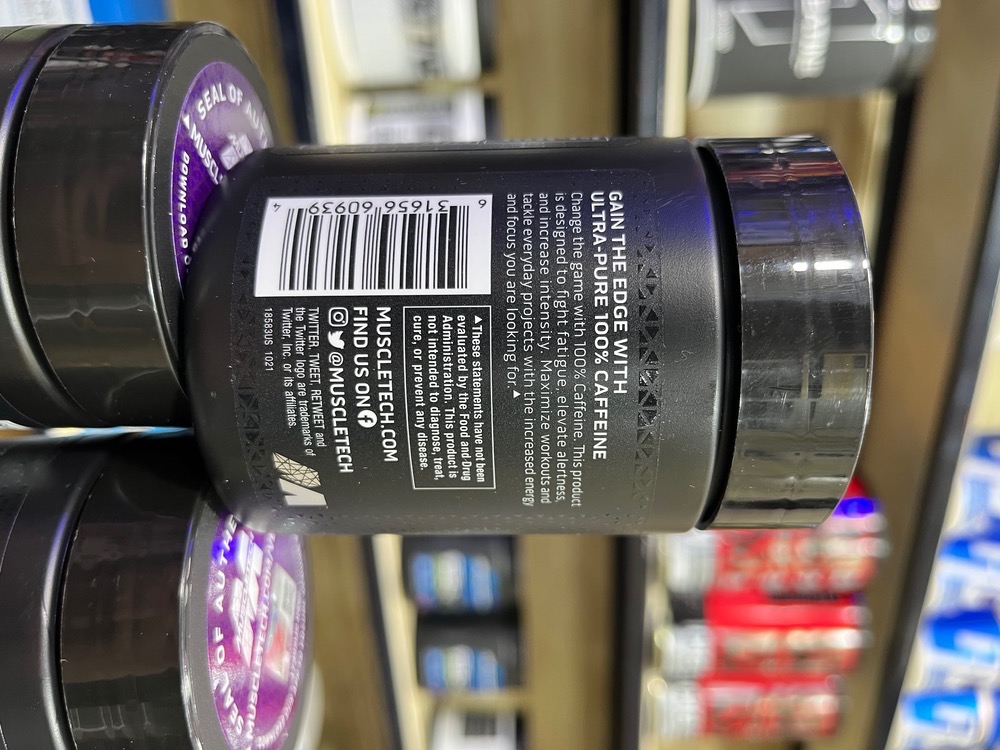 GAIN THE EDGE WITH
ULTRA-PURE 100% CAFFEINE
Change the game with 100% Caffeine. This product
is designed to fight fatigue, elevate alertness,
and increase intensity. Maximize workouts and
tackle everyday projects with the increased energy
and focus you are looking for.▲
6 31656 60939 4
▲These statements have not been
evaluated by the Food and Drug
Administration. This product is
not intended to diagnose, treat,
cure, or prevent any disease.
MUSCLETECH.COM
FIND US ON
@MUSCLETECH
TWITTER, TWEET, RETWEET and
the Twitter logo are trademarks of
Twitter, Inc. or its affiliates.
18583US 1021
SEAL OF
DOWNLOAD
OF